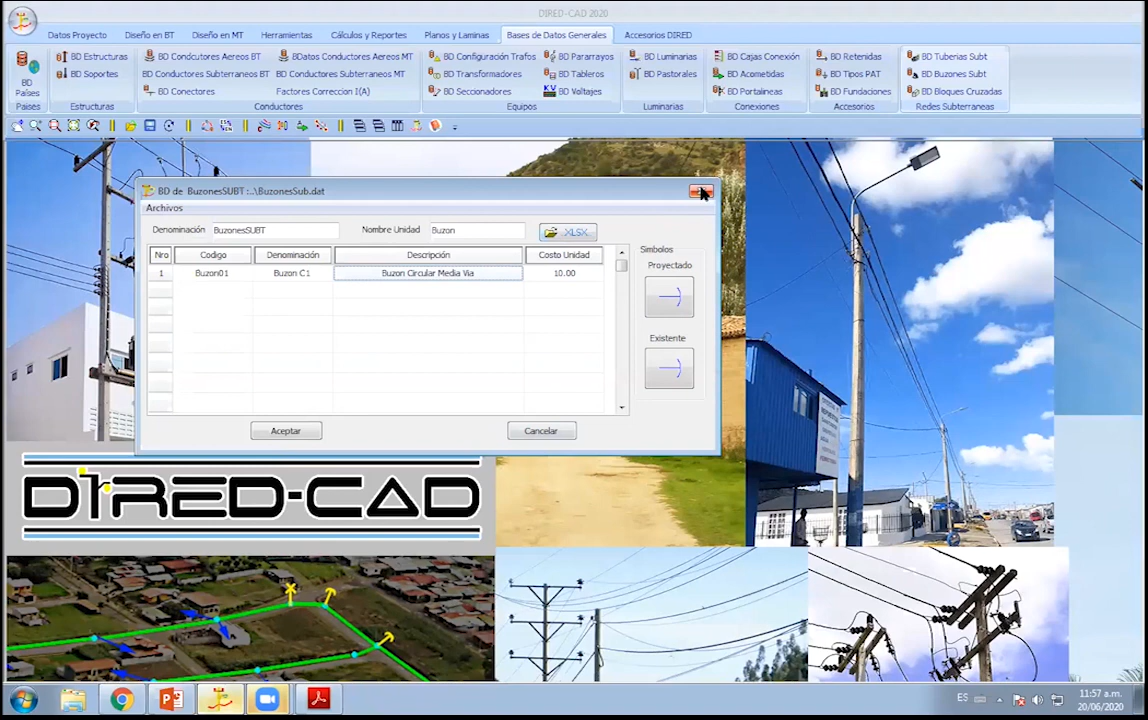 DIRED-CAD 2020
Datos Proyecto Diseño en BT Diseño en MT Herramientas Cálculos y Reportes Planos y Laminas Bases de Datos Generales Accesorios DIRED
BD Paises
Paises
BD Estructuras
BD Soportes
Estructuras
BD Condcutores Aereos BT BDatos Conductores Aereos MT
BD Conductores Subterraneos BT BD Conductores Subterraneos MT
BD Conectores Factores Correccion I(A)
Conductores
BD Configuración Trafos BD Pararrayos
BD Transformadores BD Tableros
BD Seccionadores KV BD Voltajes
Equipos
BD Luminarias
BD Pastorales
Luminarias
BD Cajas Conexión
BD Acometidas
BD Portalineas
Conexiones
BD Retenidas
BD Tipos PAT
BD Fundaciones
Accesorios
BD Tuberias Subt
BD Buzones Subt
BD Bloques Cruzadas
Redes Subterraneas
BD de BuzonesSUBT :..\BuzonesSub.dat
Archivos
Denominación BuzonesSUBT Nombre Unidad Buzon XLSX
Nro Codigo Denominación Descripción Costo Unidad
1 Buzon01 Buzon C1 Buzon Circular Media Via 10.00
Simbolos
Proyectado
Existente
Aceptar Cancelar
DIRED-CAD
ES
11:57 a.m.
20/06/2020